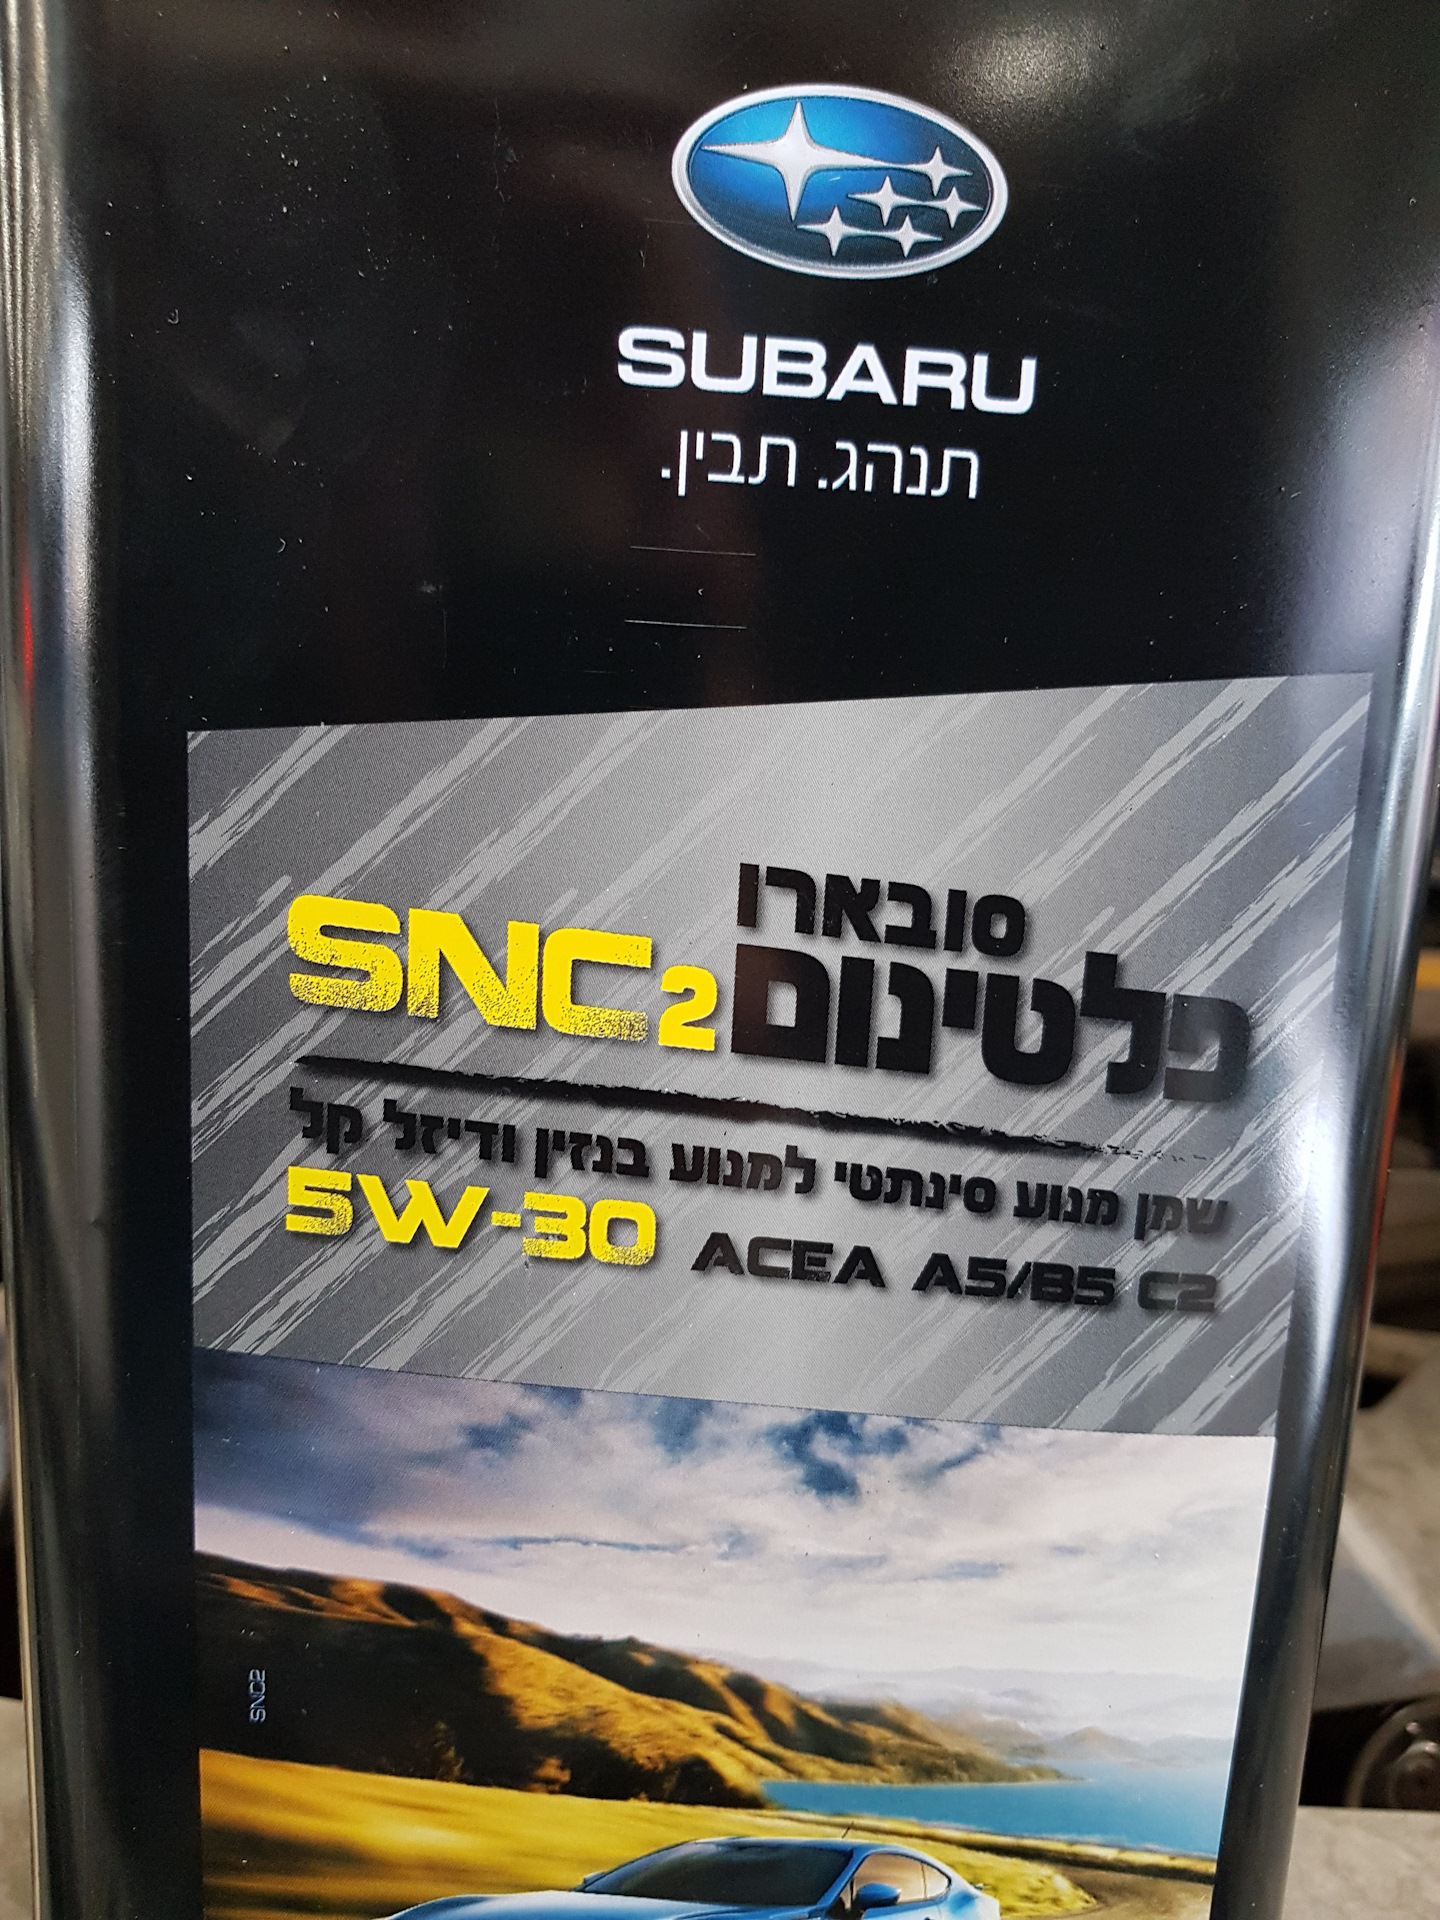 SUBARU
תנהג. תבין.
סובארו
פלטינום SNC2
שמן מנוע סינתטי למנוע בנזין ודיזל קל
5W-30 ACEA A5/B5 C2
SNC2